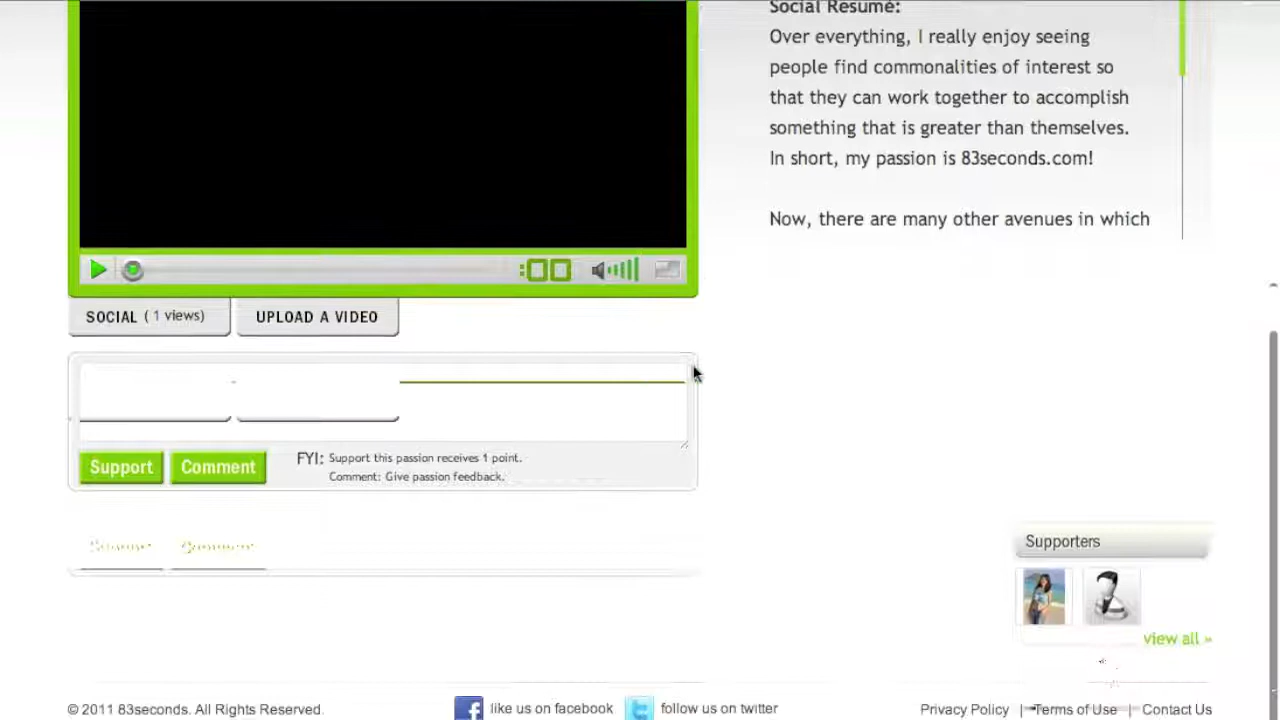 Social Resumé:
Over everything, I really enjoy seeing
people find commonalities of interest so
that they can work together to accomplish
something that is greater than themselves.
In short, my passion is 83seconds.com!
Now, there are many other avenues in which
:00
SOCIAL ( 1 views)
UPLOAD A VIDEO
Support
Comment
FYI: Support this passion receives 1 point.
Comment: Give passion feedback.
Supporters
view all »
© 2011 83seconds. All Rights Reserved.
like us on facebook
follow us on twitter
Privacy Policy | Terms of Use | Contact Us